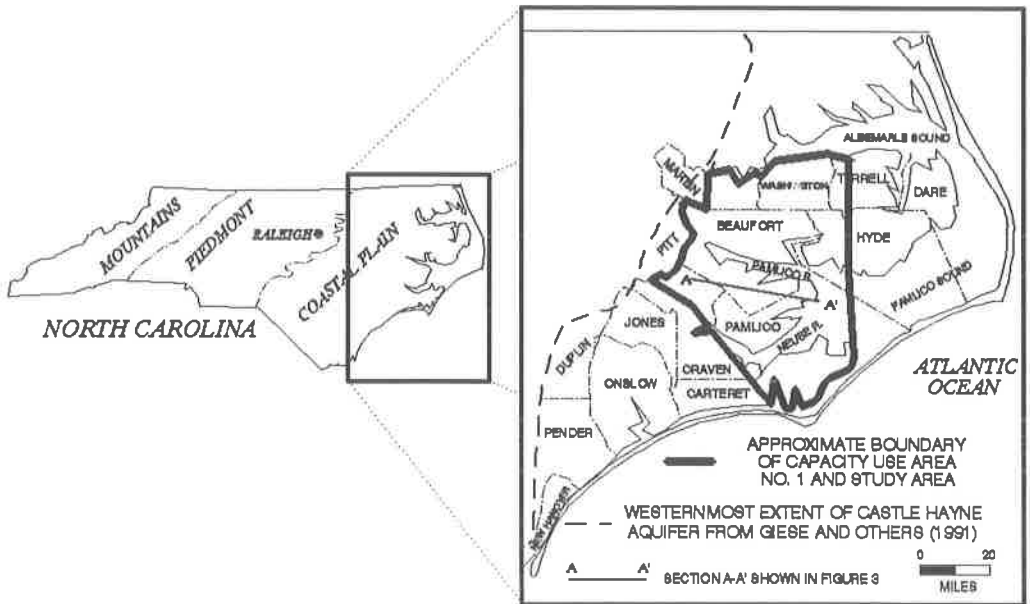 MOUNTAINS
PIEDMONT
RALEIGH
COASTAL PLAIN
NORTH CAROLINA
ALBEMARLE SOUND
MARTIN
WASHINGTON
TYRRELL
DARE
BEAUFORT
HYDE
PITT
PAMLICO R.
PAMLICO SOUND
A
A'
JONES
PAMLICO
NEUSE R.
DUPLIN
CRAVEN
ONSLOW
CARTERET
PENDER
NEW HANOVER
ATLANTIC
OCEAN
APPROXIMATE BOUNDARY
OF CAPACITY USE AREA
NO. 1 AND STUDY AREA
WESTERNMOST EXTENT OF CASTLE HAYNE
AQUIFER FROM GIESE AND OTHERS (1991)
A A'
SECTION A-A' SHOWN IN FIGURE 3
0 20
MILES